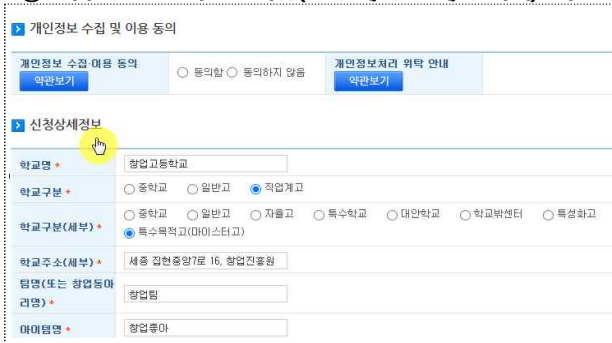 개인정보 수집 및 이용 동의
개인정보 수집·이용 동의
약관보기
동의함 동의하지 않음
개인정보처리 위탁 안내
약관보기
신청상세정보
학교명 *
창업고등학교
학교구분 *
중학교 일반고 직업계고
학교구분(세부) *
중학교 일반고 자율고 특수학교 대안학교 학교밖센터 특성화고
특수목적고(마이스터고)
학교주소(세부) *
세종 집현중앙7로 16, 창업진흥원
팀명(또는 창업동아
리명) *
창업팀
아이템명 *
창업좋아